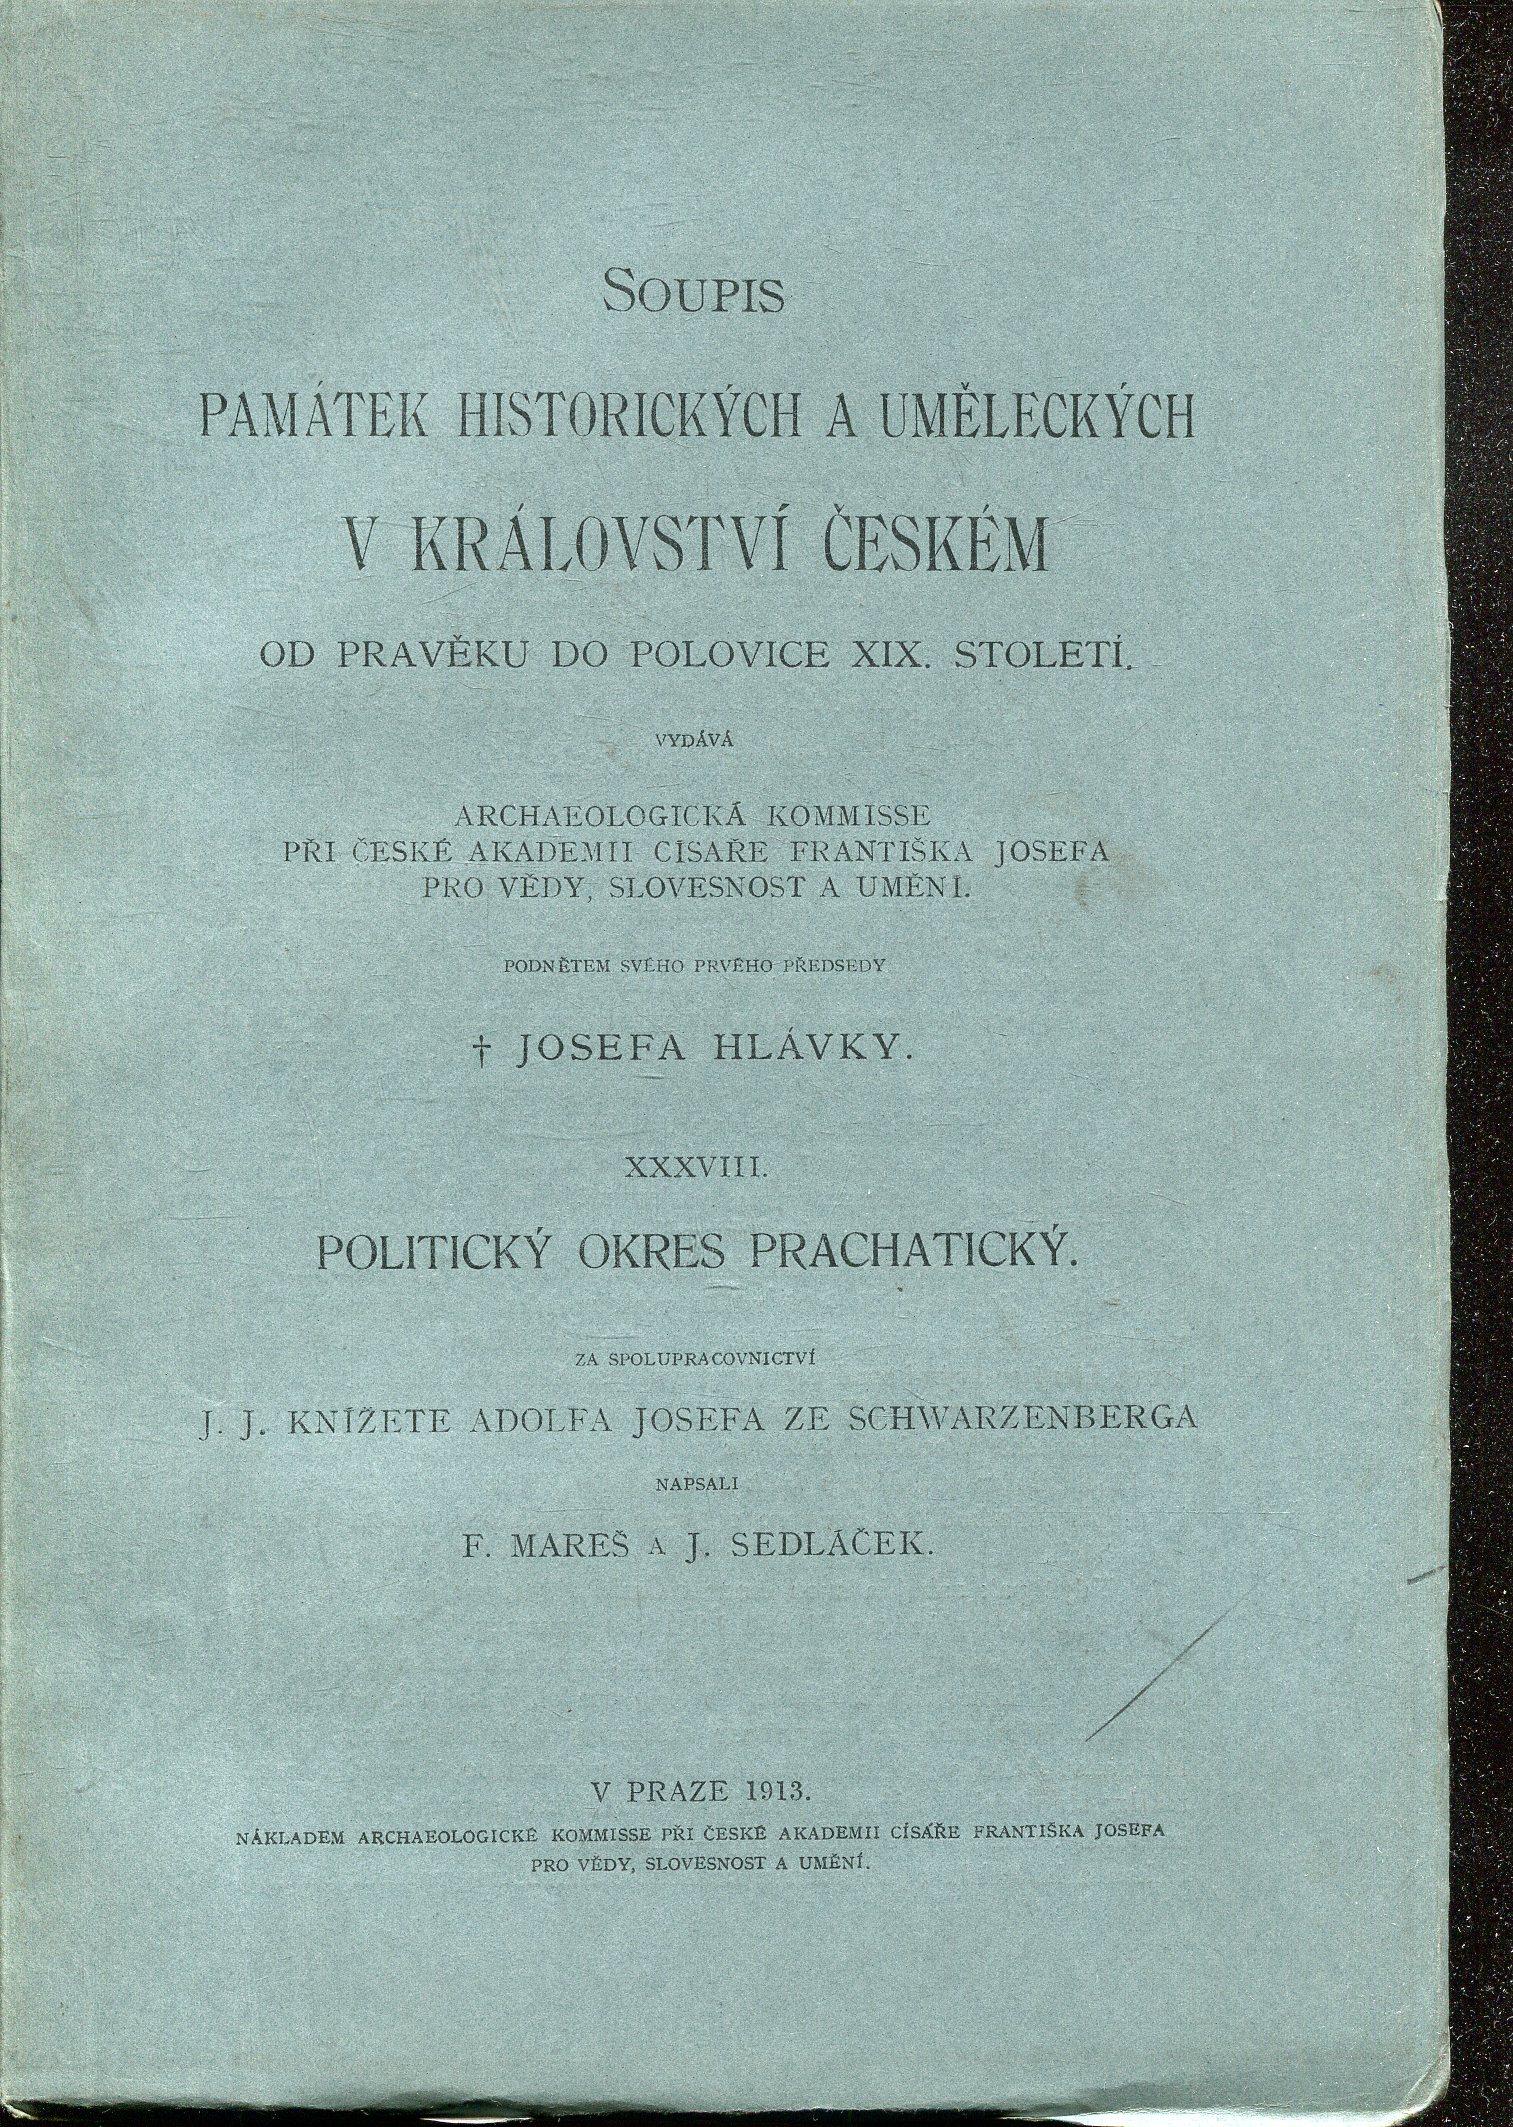 SOUPIS
PAMÁTEK HISTORICKÝCH A UMĚLECKÝCH
V KRÁLOVSTVÍ ČESKÉM
OD PRAVĚKU DO POLOVICE XIX. STOLETÍ.
VYDÁVÁ
ARCHAEOLOGICKÁ KOMMISSE
PŘI ČESKÉ AKADEMII CÍSAŘE FRANTIŠKA JOSEFA
PRO VĚDY, SLOVESNOST A UMĚNÍ.
PODNĚTEM SVÉHO PRVÉHO PŘEDSEDY
† JOSEFA HLÁVKY.
XXXVIII.
POLITICKÝ OKRES PRACHATICKÝ.
ZA SPOLUPRACOVNICTVÍ
J. J. KNÍŽETE ADOLFA JOSEFA ZE SCHWARZENBERGA
NAPSALI
F. MAREŠ A J. SEDLÁČEK.
V PRAZE 1913.
NÁKLADEM ARCHAEOLOGICKÉ KOMMISSE PŘI ČESKÉ AKADEMII CÍSÁŘE FRANTIŠKA JOSEFA
PRO VĚDY, SLOVESNOST A UMĚNÍ.